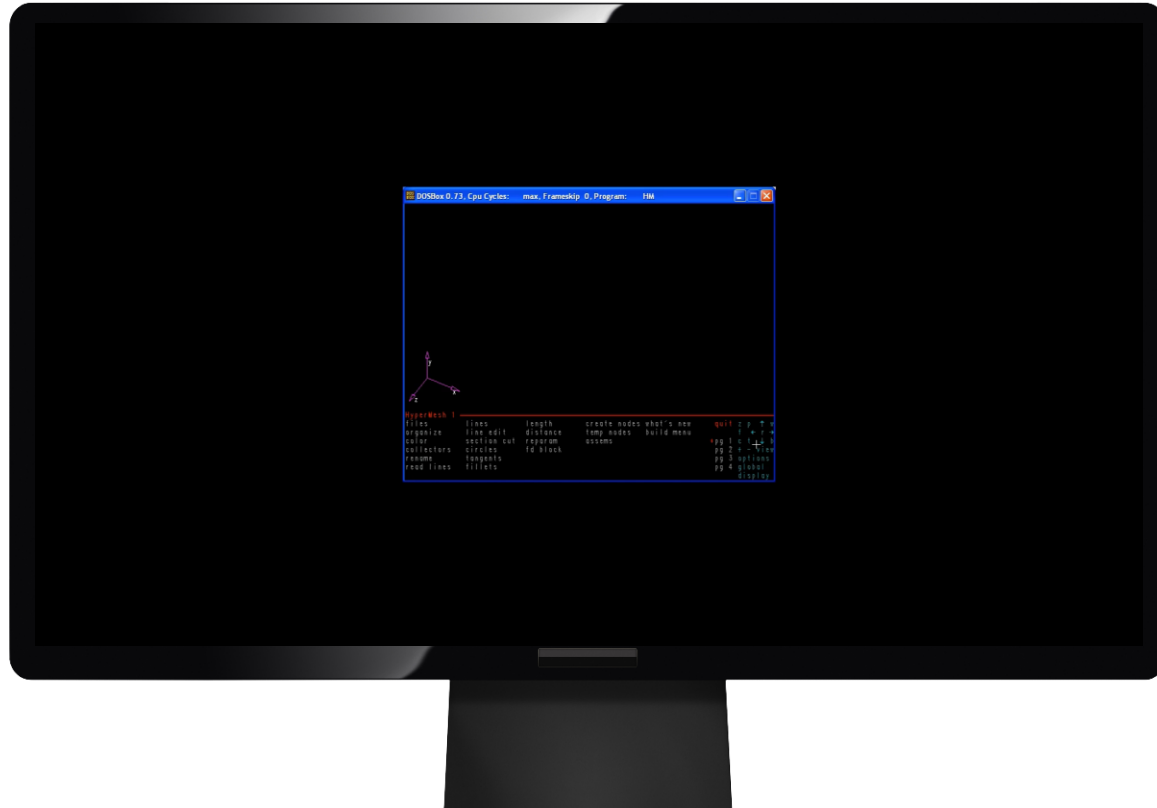 DOSBox 0.73, Cpu Cycles: max, Frameskip 0, Program: HM
y
x
z
HyperMesh 1
files lines length create nodes what's new quit z p ↑ w
organize line edit distance temp nodes build menu
color section cut reparam assems •pg 1
collectors circles fd block pg 2 + - view
rename tangents pg 3 options
read lines fillets pg 4 global
display